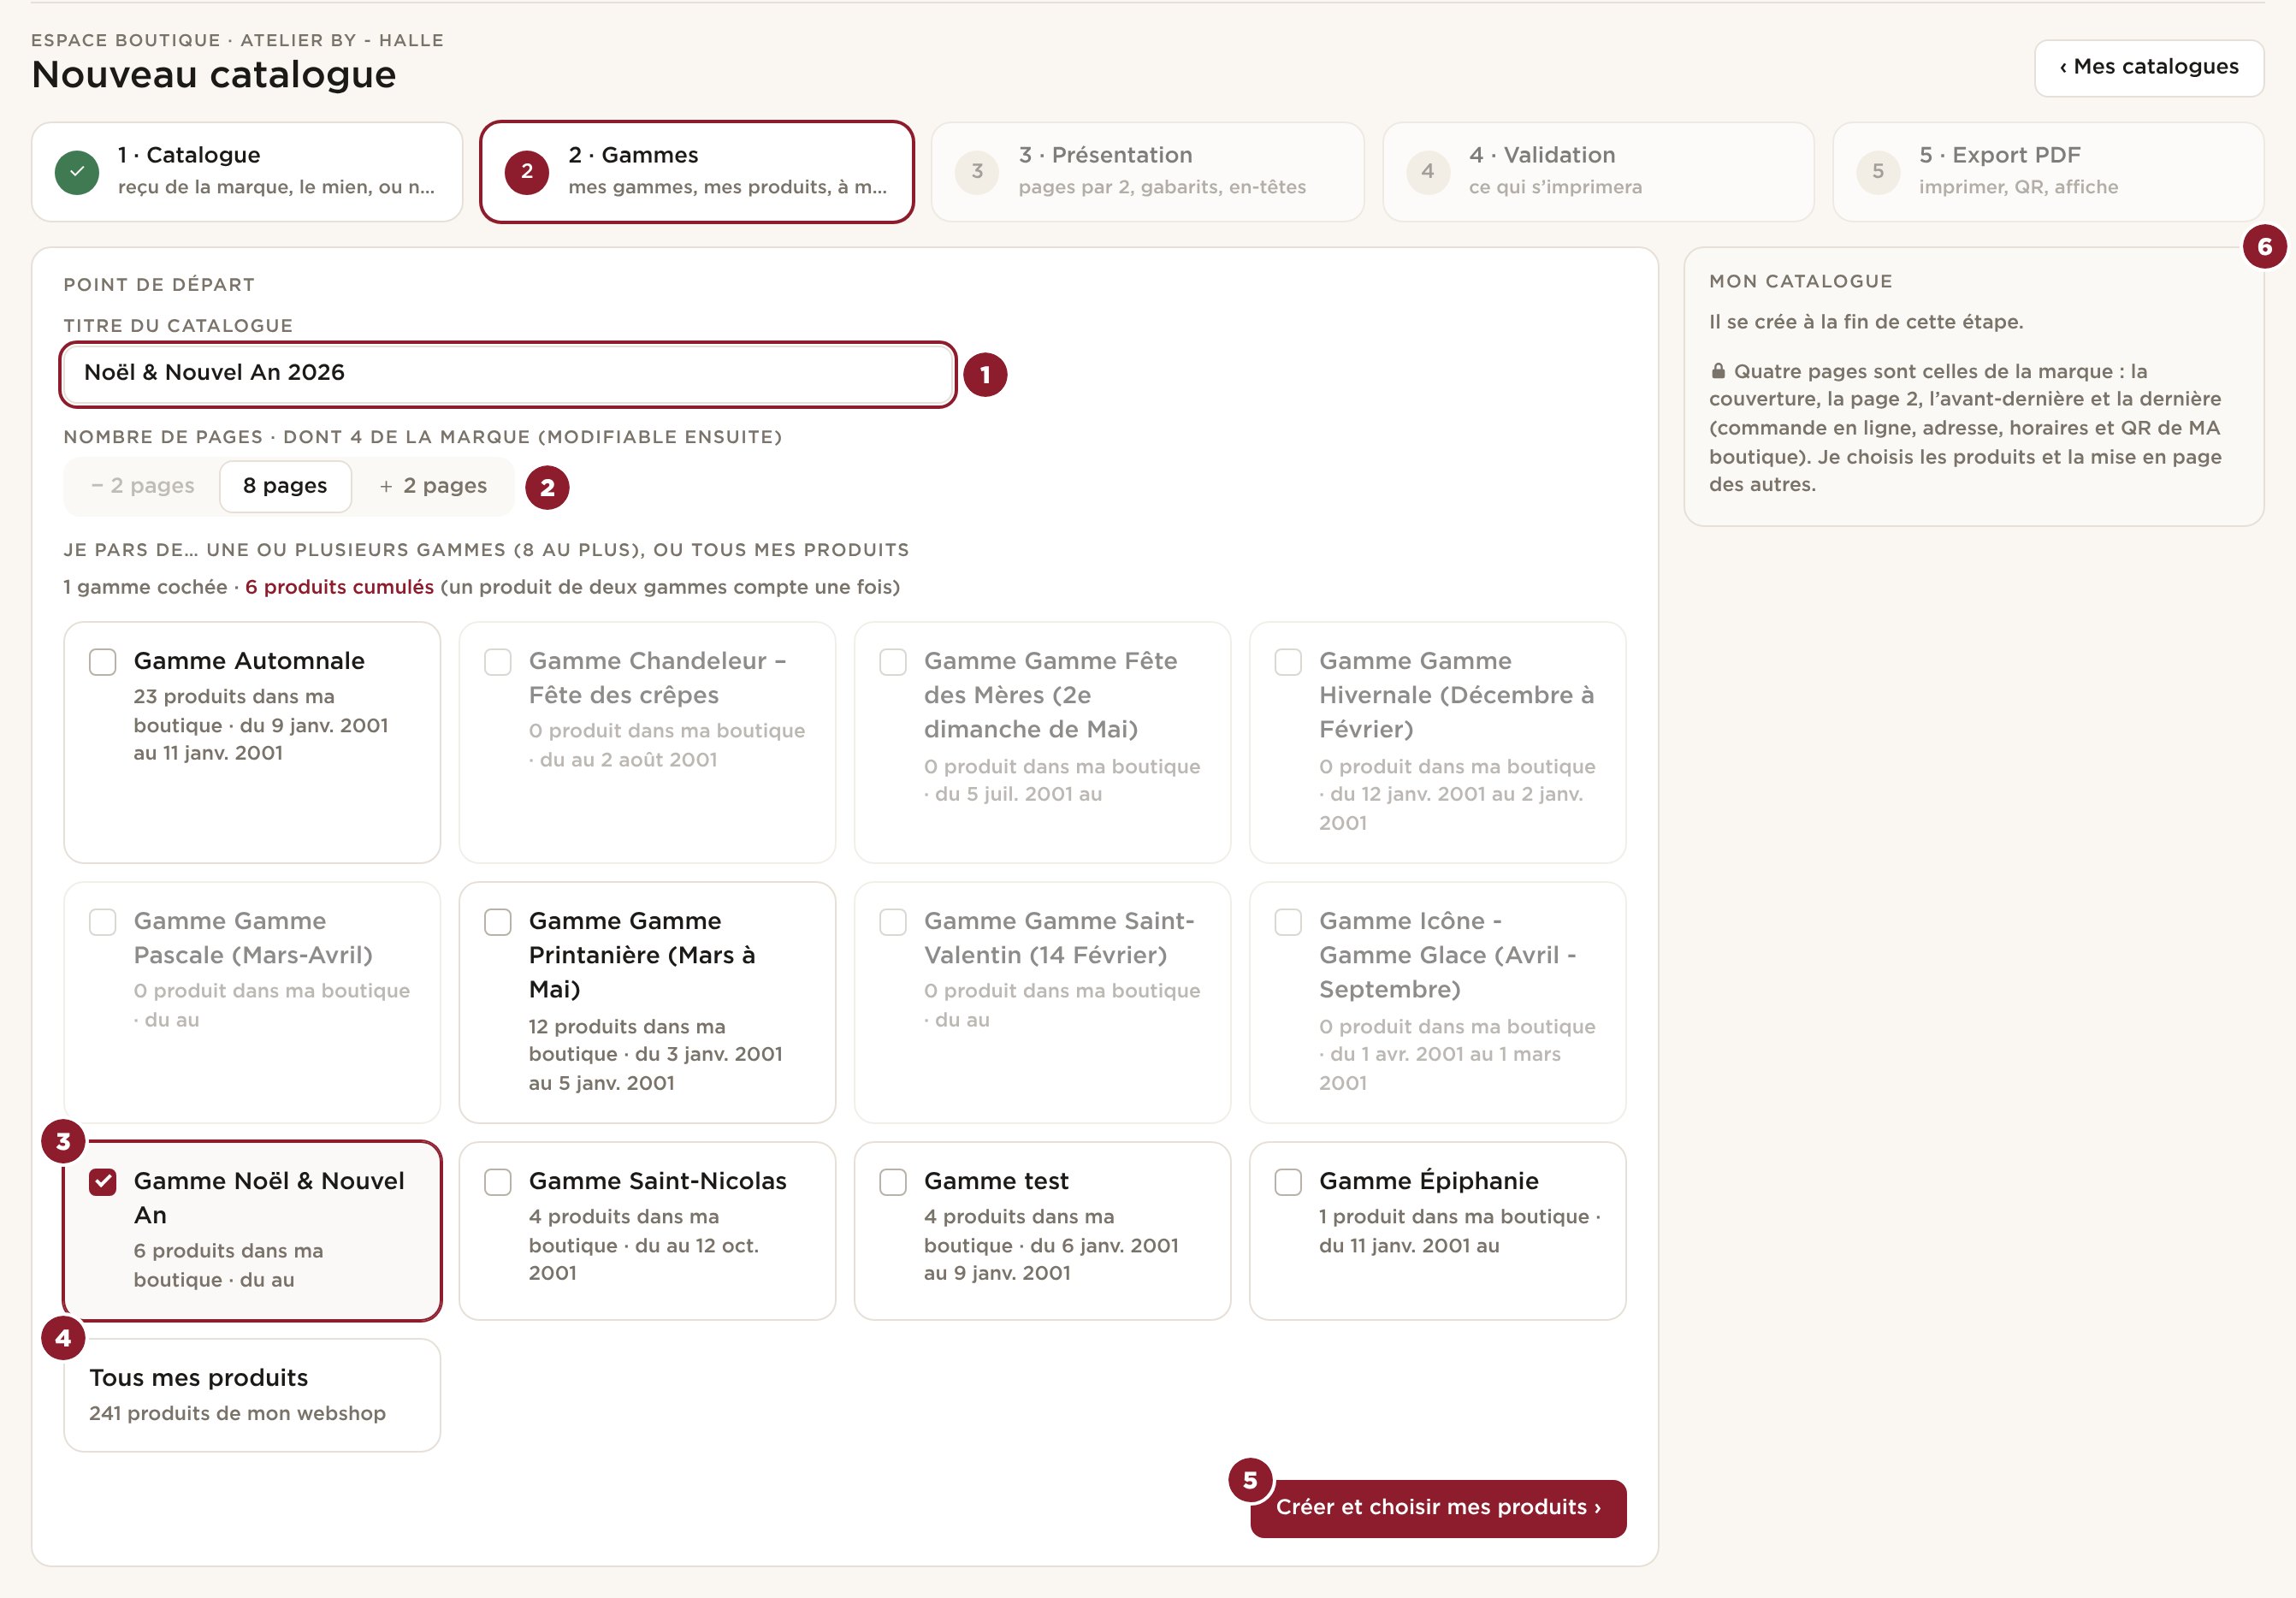 ESPACE BOUTIQUE · ATELIER BY - HALLE
Nouveau catalogue
‹ Mes catalogues
1 · Catalogue
reçu de la marque, le mien, ou n...
2
2 · Gammes
mes gammes, mes produits, à m...
3
3 · Présentation
pages par 2, gabarits, en-têtes
4
4 · Validation
ce qui s’imprimera
5
5 · Export PDF
imprimer, QR, affiche
POINT DE DÉPART
TITRE DU CATALOGUE
Noël & Nouvel An 2026
1
NOMBRE DE PAGES · DONT 4 DE LA MARQUE (MODIFIABLE ENSUITE)
− 2 pages
8 pages
+ 2 pages
2
JE PARS DE... UNE OU PLUSIEURS GAMMES (8 AU PLUS), OU TOUS MES PRODUITS
1 gamme cochée · 6 produits cumulés (un produit de deux gammes compte une fois)
Gamme Automnale
23 produits dans ma
boutique · du 9 janv. 2001
au 11 janv. 2001
Gamme Chandeleur –
Fête des crêpes
0 produit dans ma boutique
· du au 2 août 2001
Gamme Gamme Fête
des Mères (2e
dimanche de Mai)
0 produit dans ma boutique
· du 5 juil. 2001 au
Gamme Gamme
Hivernale (Décembre à
Février)
0 produit dans ma boutique
· du 12 janv. 2001 au 2 janv.
2001
Gamme Gamme
Pascale (Mars-Avril)
0 produit dans ma boutique
· du au
Gamme Gamme
Printanière (Mars à
Mai)
12 produits dans ma
boutique · du 3 janv. 2001
au 5 janv. 2001
Gamme Gamme Saint-
Valentin (14 Février)
0 produit dans ma boutique
· du au
Gamme Icône -
Gamme Glace (Avril -
Septembre)
0 produit dans ma boutique
· du 1 avr. 2001 au 1 mars
2001
3
Gamme Noël & Nouvel
An
6 produits dans ma
boutique · du au
Gamme Saint-Nicolas
4 produits dans ma
boutique · du au 12 oct.
2001
Gamme test
4 produits dans ma
boutique · du 6 janv. 2001
au 9 janv. 2001
Gamme Épiphanie
1 produit dans ma boutique ·
du 11 janv. 2001 au
4
Tous mes produits
241 produits de mon webshop
5
Créer et choisir mes produits ›
6
MON CATALOGUE
Il se crée à la fin de cette étape.
Quatre pages sont celles de la marque : la
couverture, la page 2, l’avant-dernière et la dernière
(commande en ligne, adresse, horaires et QR de MA
boutique). Je choisis les produits et la mise en page
des autres.